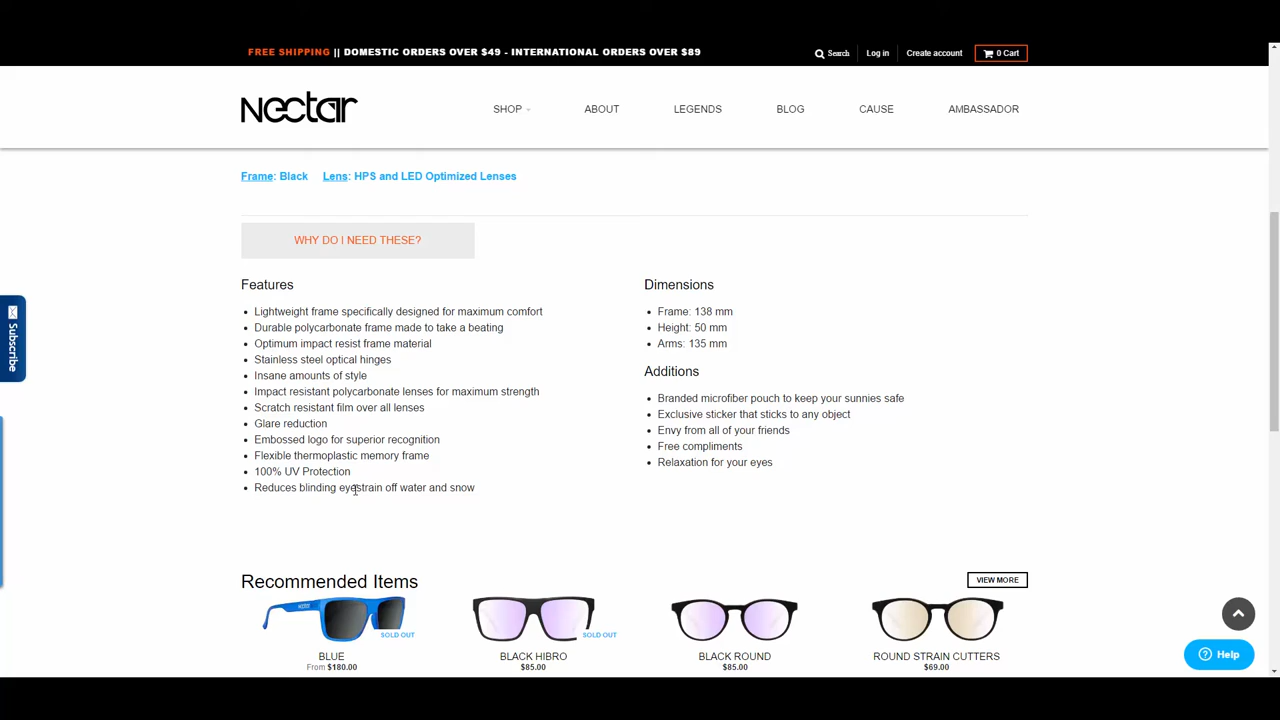 FREE SHIPPING || DOMESTIC ORDERS OVER $49 - INTERNATIONAL ORDERS OVER $89
Search
Log in
Create account
0 Cart
Nectar
SHOP
ABOUT
LEGENDS
BLOG
CAUSE
AMBASSADOR
Frame: Black Lens: HPS and LED Optimized Lenses
WHY DO I NEED THESE?
Features
Lightweight frame specifically designed for maximum comfort
Durable polycarbonate frame made to take a beating
Optimum impact resist frame material
Stainless steel optical hinges
Insane amounts of style
Impact resistant polycarbonate lenses for maximum strength
Scratch resistant film over all lenses
Glare reduction
Embossed logo for superior recognition
Flexible thermoplastic memory frame
100% UV Protection
Reduces blinding eyestrain off water and snow
Dimensions
Frame: 138 mm
Height: 50 mm
Arms: 135 mm
Additions
Branded microfiber pouch to keep your sunnies safe
Exclusive sticker that sticks to any object
Envy from all of your friends
Free compliments
Relaxation for your eyes
Subscribe
Recommended Items
VIEW MORE
nectar
SOLD OUT
BLUE
From $180.00
SOLD OUT
BLACK HIBRO
$85.00
BLACK ROUND
$85.00
ROUND STRAIN CUTTERS
$69.00
Help